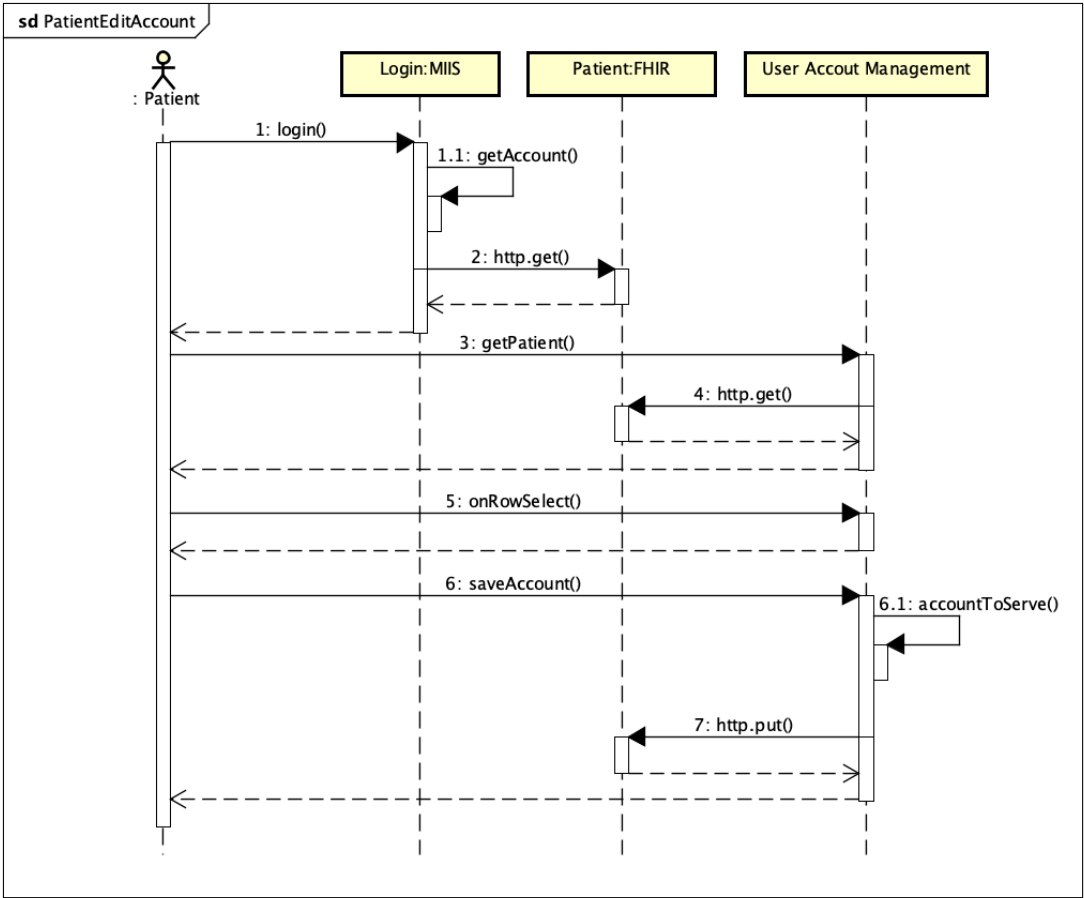 sd PatientEditAccount
: Patient
Login:MIIS
Patient:FHIR
User Accout Management
1: login()
1.1: getAccount()
2: http.get()
3: getPatient()
4: http.get()
5: onRowSelect()
6: saveAccount()
6.1: accountToServe()
7: http.put()